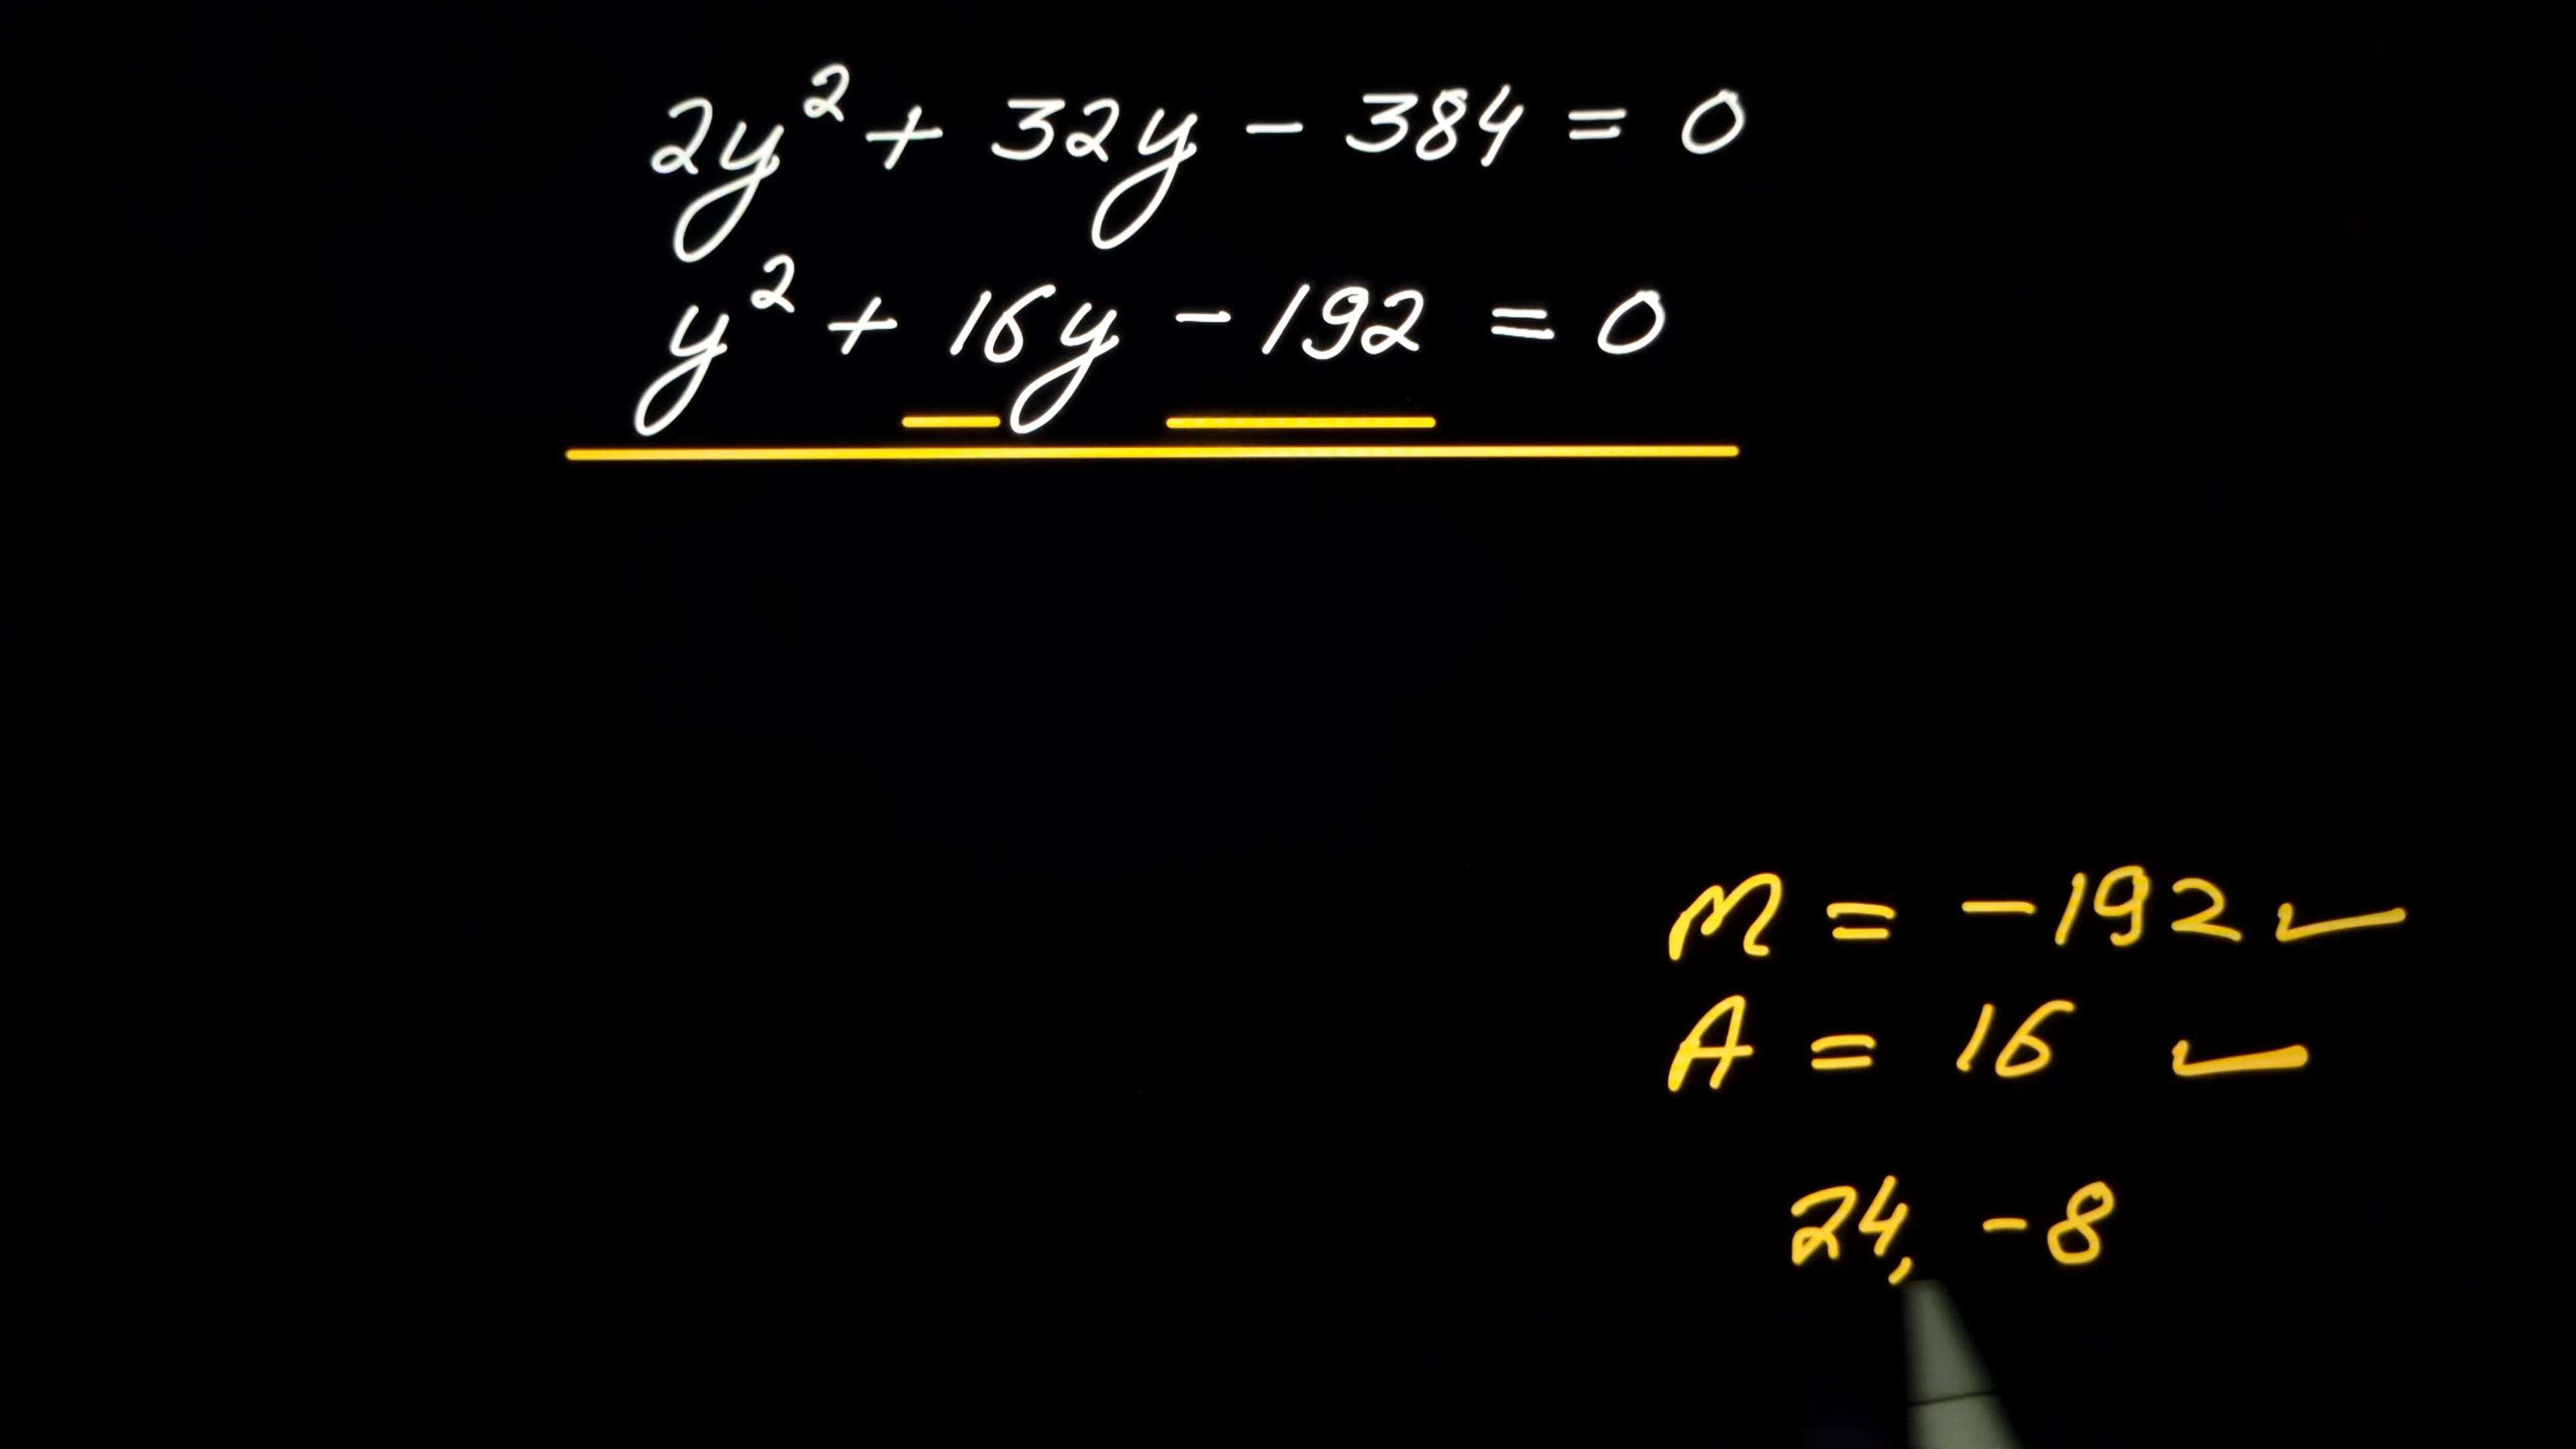 2y² + 32y - 384 = 0
y² + 16y - 192 = 0
M = -192 ✓
A = 16 ✓
24, -8